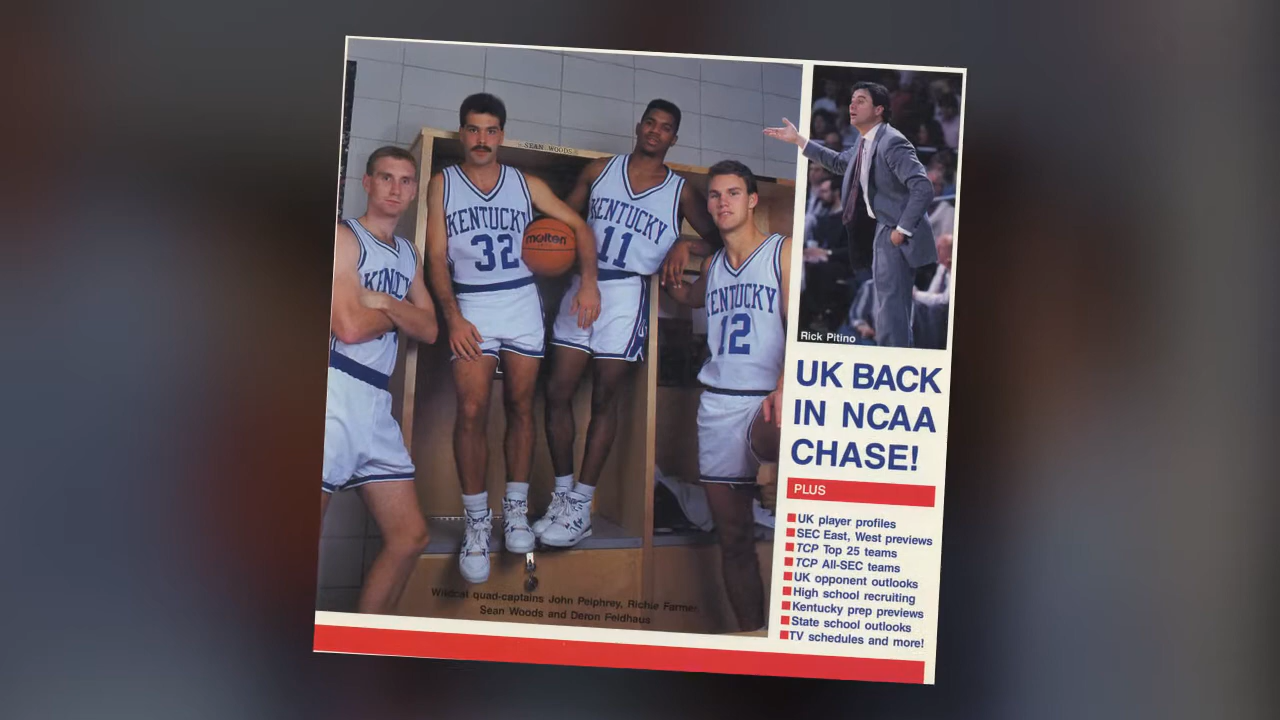 SEAN WOODS
KENTUCKY
32
molten
KENTUCKY
11
KENTUCKY
12
Wildcat quad-captains John Pelphrey, Richie Farmer
Sean Woods and Deron Feldhaus
Rick Pitino
UK BACK
IN NCAA
CHASE!
PLUS
UK player profiles
SEC East, West previews
TCP Top 25 teams
TCP All-SEC teams
UK opponent outlooks
High school recruiting
Kentucky prep previews
State school outlooks
TV schedules and more!